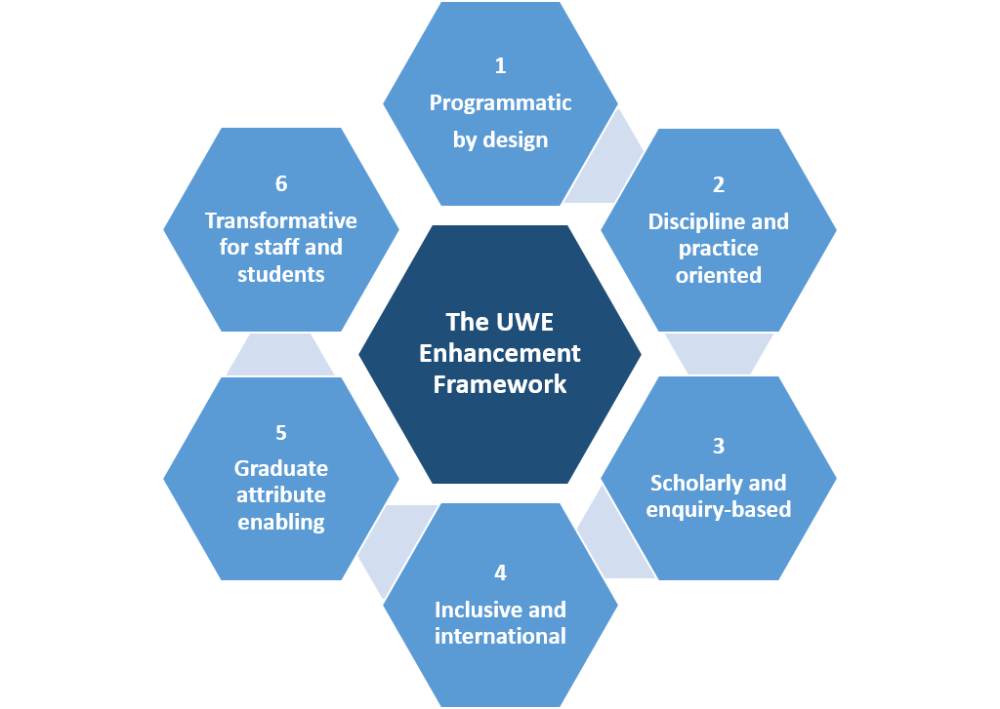 1
Programmatic
by design
2
Discipline and
practice
oriented
3
Scholarly and
enquiry-based
4
Inclusive and
international
5
Graduate
attribute
enabling
6
Transformative
for staff and
students
The UWE
Enhancement
Framework